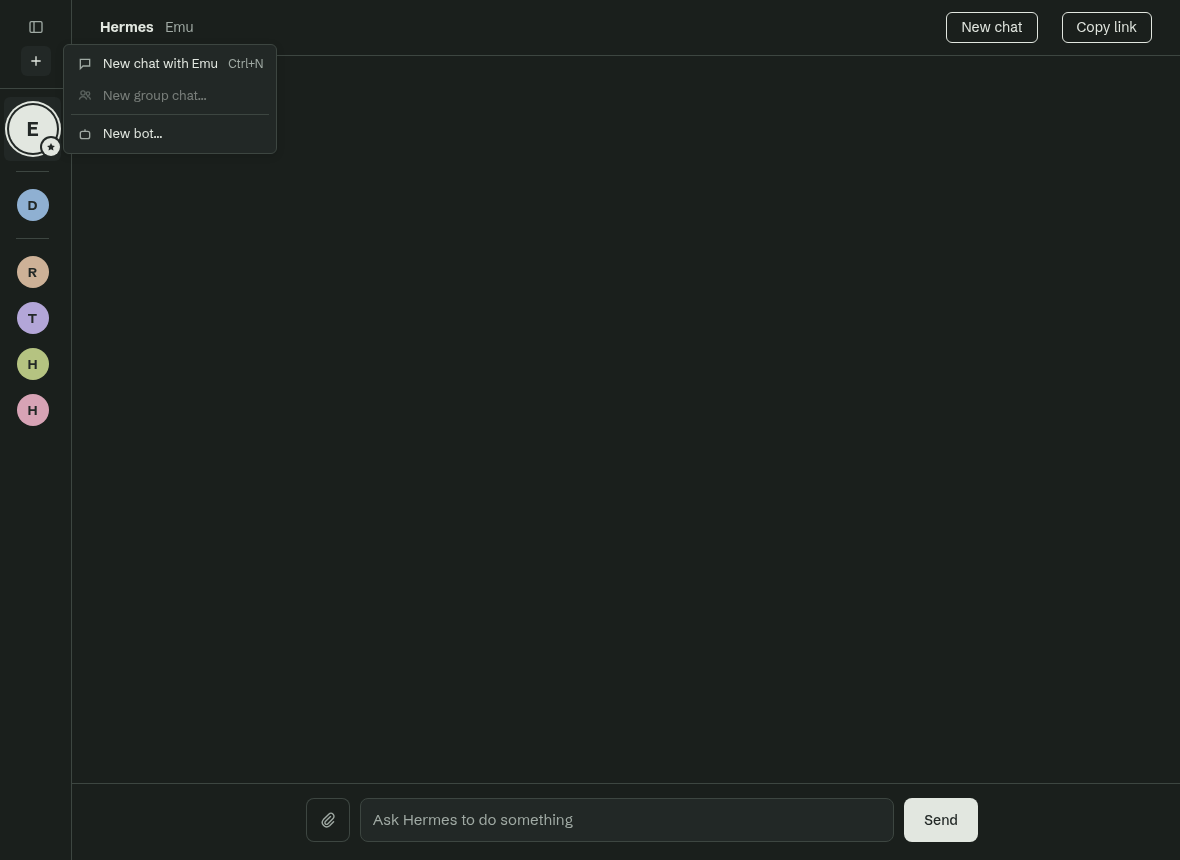 Hermes Emu
New chat
Copy link
New chat with Emu Ctrl+N
New group chat...
New bot...
E
D
R
T
H
H
Ask Hermes to do something
Send